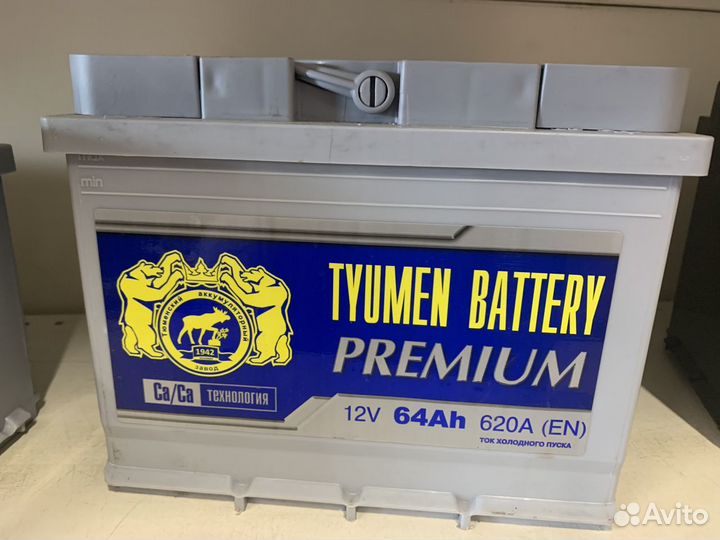 max
min
TYUMEN BATTERY
PREMIUM
Тюменский аккумуляторный
1942
завод
Ca/Ca технология
12V 64Ah 620A (EN)
ток холодного пуска
Avito